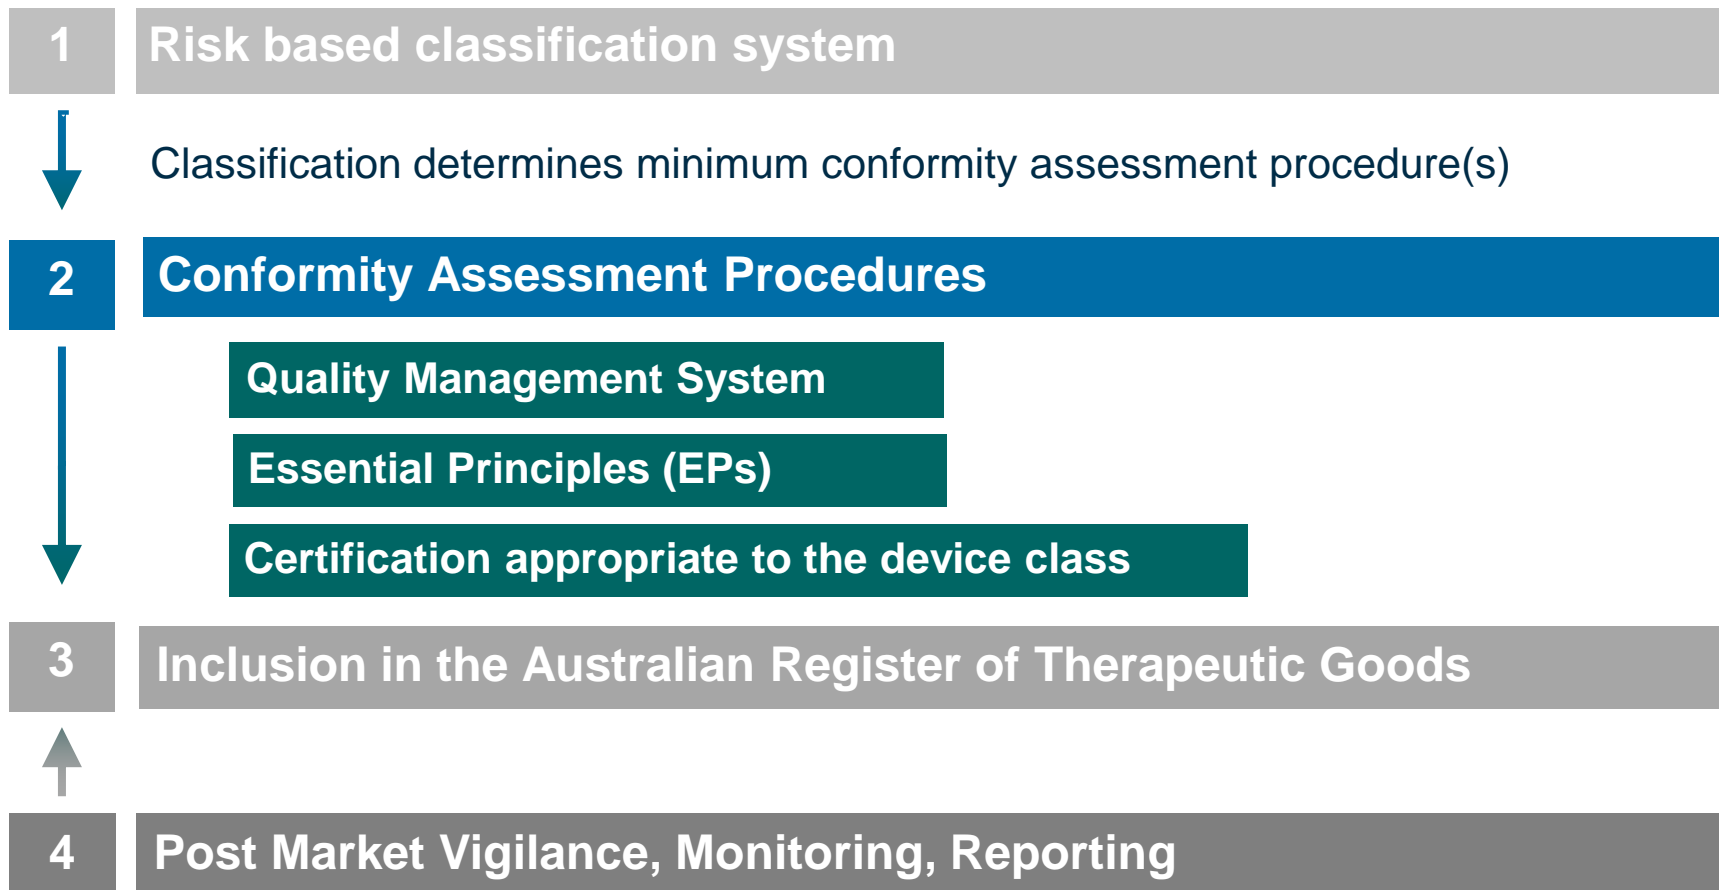 1 Risk based classification system
Classification determines minimum conformity assessment procedure(s)
2 Conformity Assessment Procedures
Quality Management System
Essential Principles (EPs)
Certification appropriate to the device class
3 Inclusion in the Australian Register of Therapeutic Goods
4 Post Market Vigilance, Monitoring, Reporting